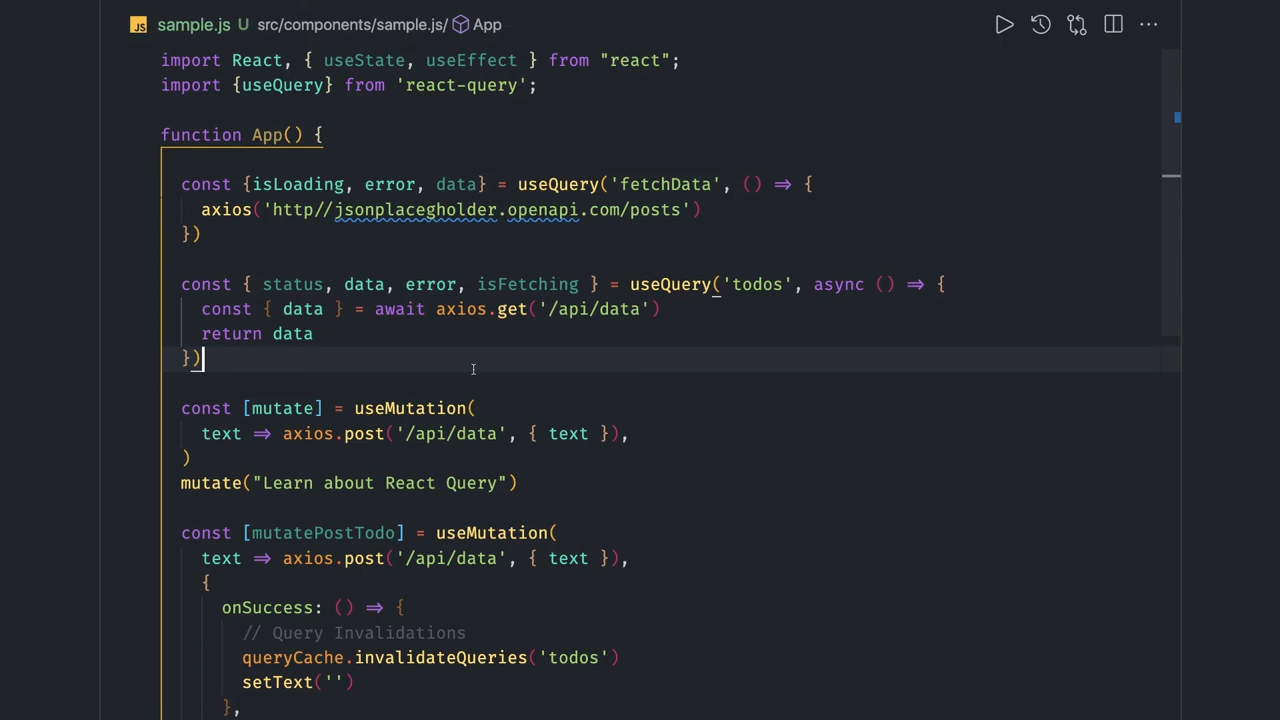 JS sample.js U src/components/sample.js/ App
import React, { useState, useEffect } from "react";
import {useQuery} from 'react-query';
function App() {
const {isLoading, error, data} = useQuery('fetchData', () => {
axios('http//jsonplacegholder.openapi.com/posts')
})
const { status, data, error, isFetching } = useQuery('todos', async () => {
const { data } = await axios.get('/api/data')
return data
})
const [mutate] = useMutation(
text => axios.post('/api/data', { text }),
)
mutate("Learn about React Query")
const [mutatePostTodo] = useMutation(
text => axios.post('/api/data', { text }),
{
onSuccess: () => {
// Query Invalidations
queryCache.invalidateQueries('todos')
setText('')
},